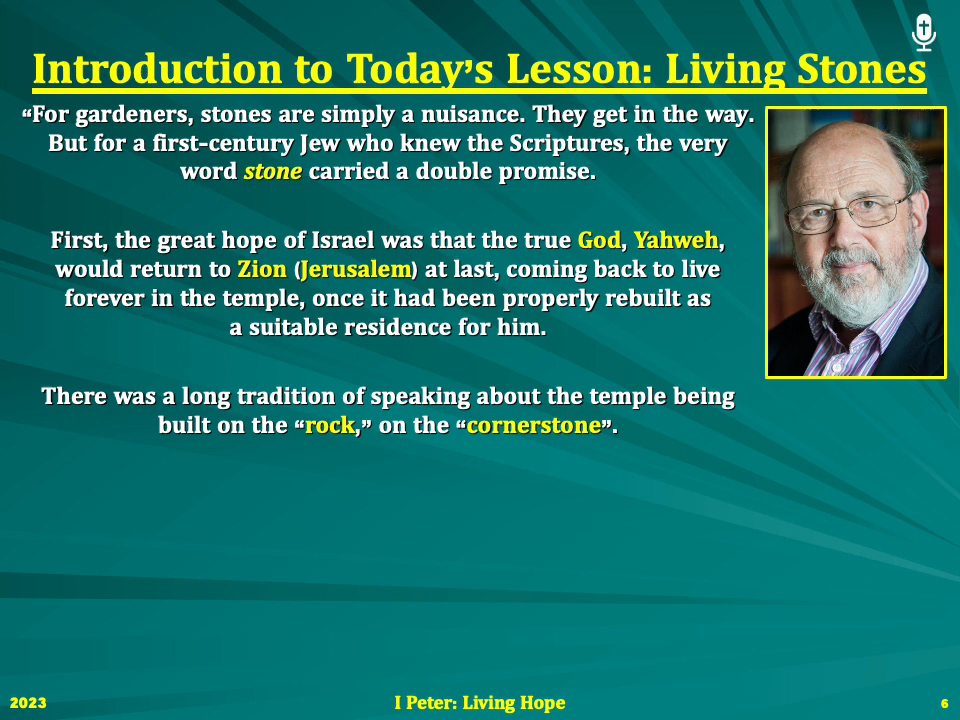 Introduction to Today’s Lesson: Living Stones
“For gardeners, stones are simply a nuisance. They get in the way.
But for a first-century Jew who knew the Scriptures, the very
word stone carried a double promise.
First, the great hope of Israel was that the true God, Yahweh,
would return to Zion (Jerusalem) at last, coming back to live
forever in the temple, once it had been properly rebuilt as
a suitable residence for him.
There was a long tradition of speaking about the temple being
built on the “rock,” on the “cornerstone”.
2023
I Peter: Living Hope
6